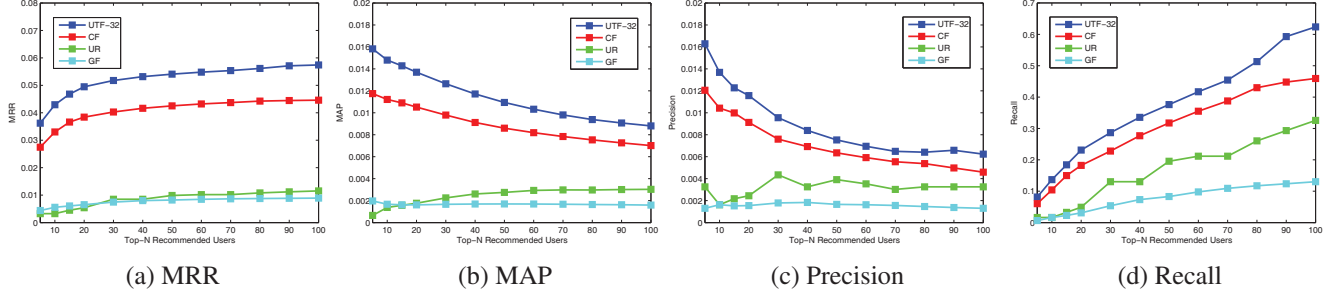 0.08
0.07
0.06
0.05
0.04
0.03
0.02
0.01
0
MRR
10 20 30 40 50 60 70 80 90 100
Top-N Recommended Users
UTF-32
CF
UR
GF
(a) MRR
0.02
0.018
0.016
0.014
0.012
0.01
0.008
0.006
0.004
0.002
0
MAP
10 20 30 40 50 60 70 80 90 100
Top-N Recommended Users
UTF-32
CF
UR
GF
(b) MAP
0.02
0.018
0.016
0.014
0.012
0.01
0.008
0.006
0.004
0.002
0
Precision
10 20 30 40 50 60 70 80 90 100
Top-N Recommended Users
UTF-32
CF
UR
GF
(c) Precision
0.7
0.6
0.5
0.4
0.3
0.2
0.1
0
Recall
10 20 30 40 50 60 70 80 90 100
Top-N Recommended Users
UTF-32
CF
UR
GF
(d) Recall